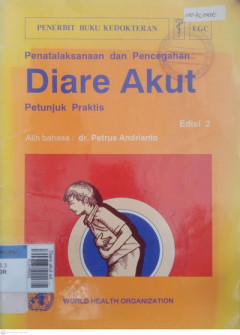 PENERBIT BUKU KEDOKTERAN
EGC
Penatalaksanaan dan Pencegahan
Diare Akut
Petunjuk Praktis
Edisi 2
Alih bahasa : dr. Petrus Andrianto
WORLD HEALTH ORGANIZATION